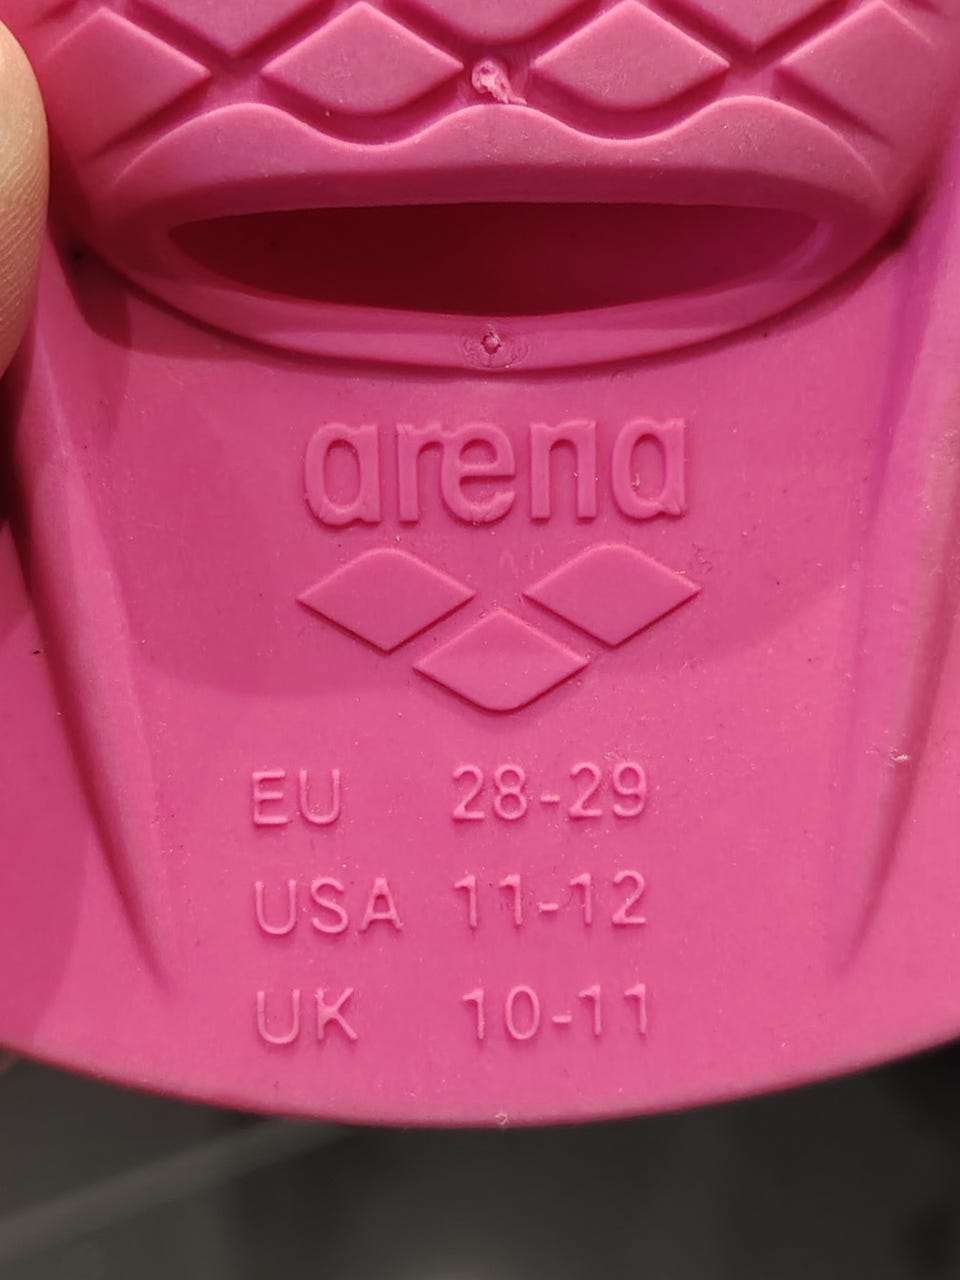 arena
EU 28-29
USA 11-12
UK 10-11